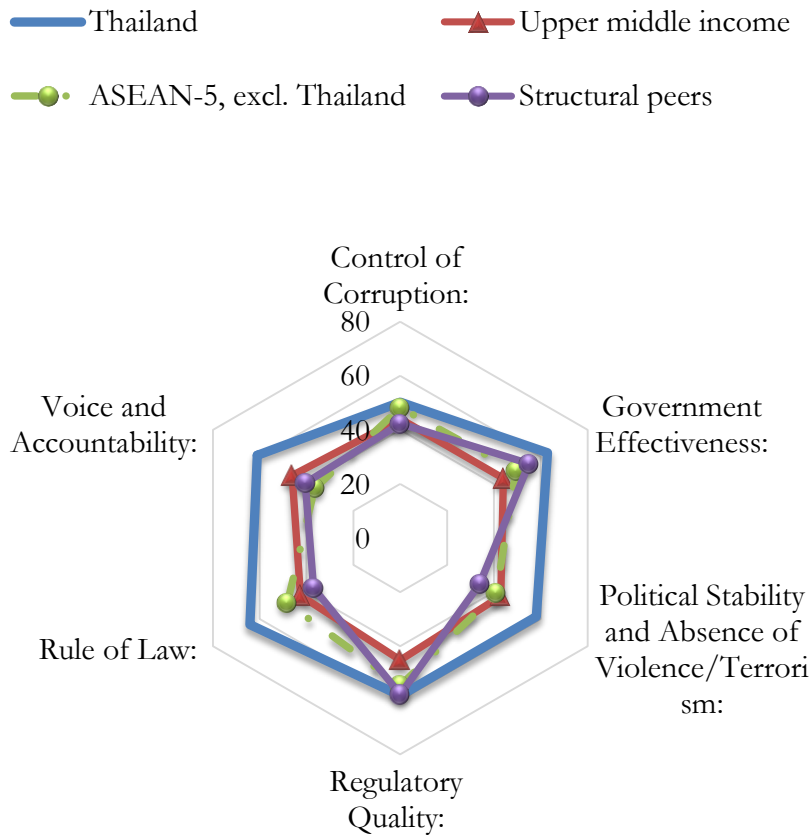 Thailand
Upper middle income
ASEAN-5, excl. Thailand
Structural peers
Control of
Corruption:
80
60
40
20
0
Voice and
Accountability:
Government
Effectiveness:
Rule of Law:
Political Stability
and Absence of
Violence/Terrori
sm:
Regulatory
Quality: